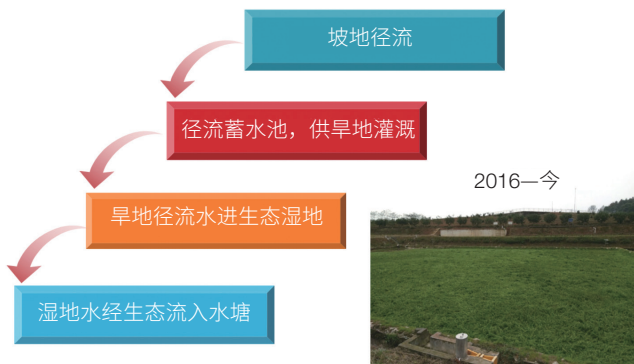 坡地径流
径流蓄水池，供旱地灌溉
旱地径流水进生态湿地
湿地水经生态流入水塘
2016—今